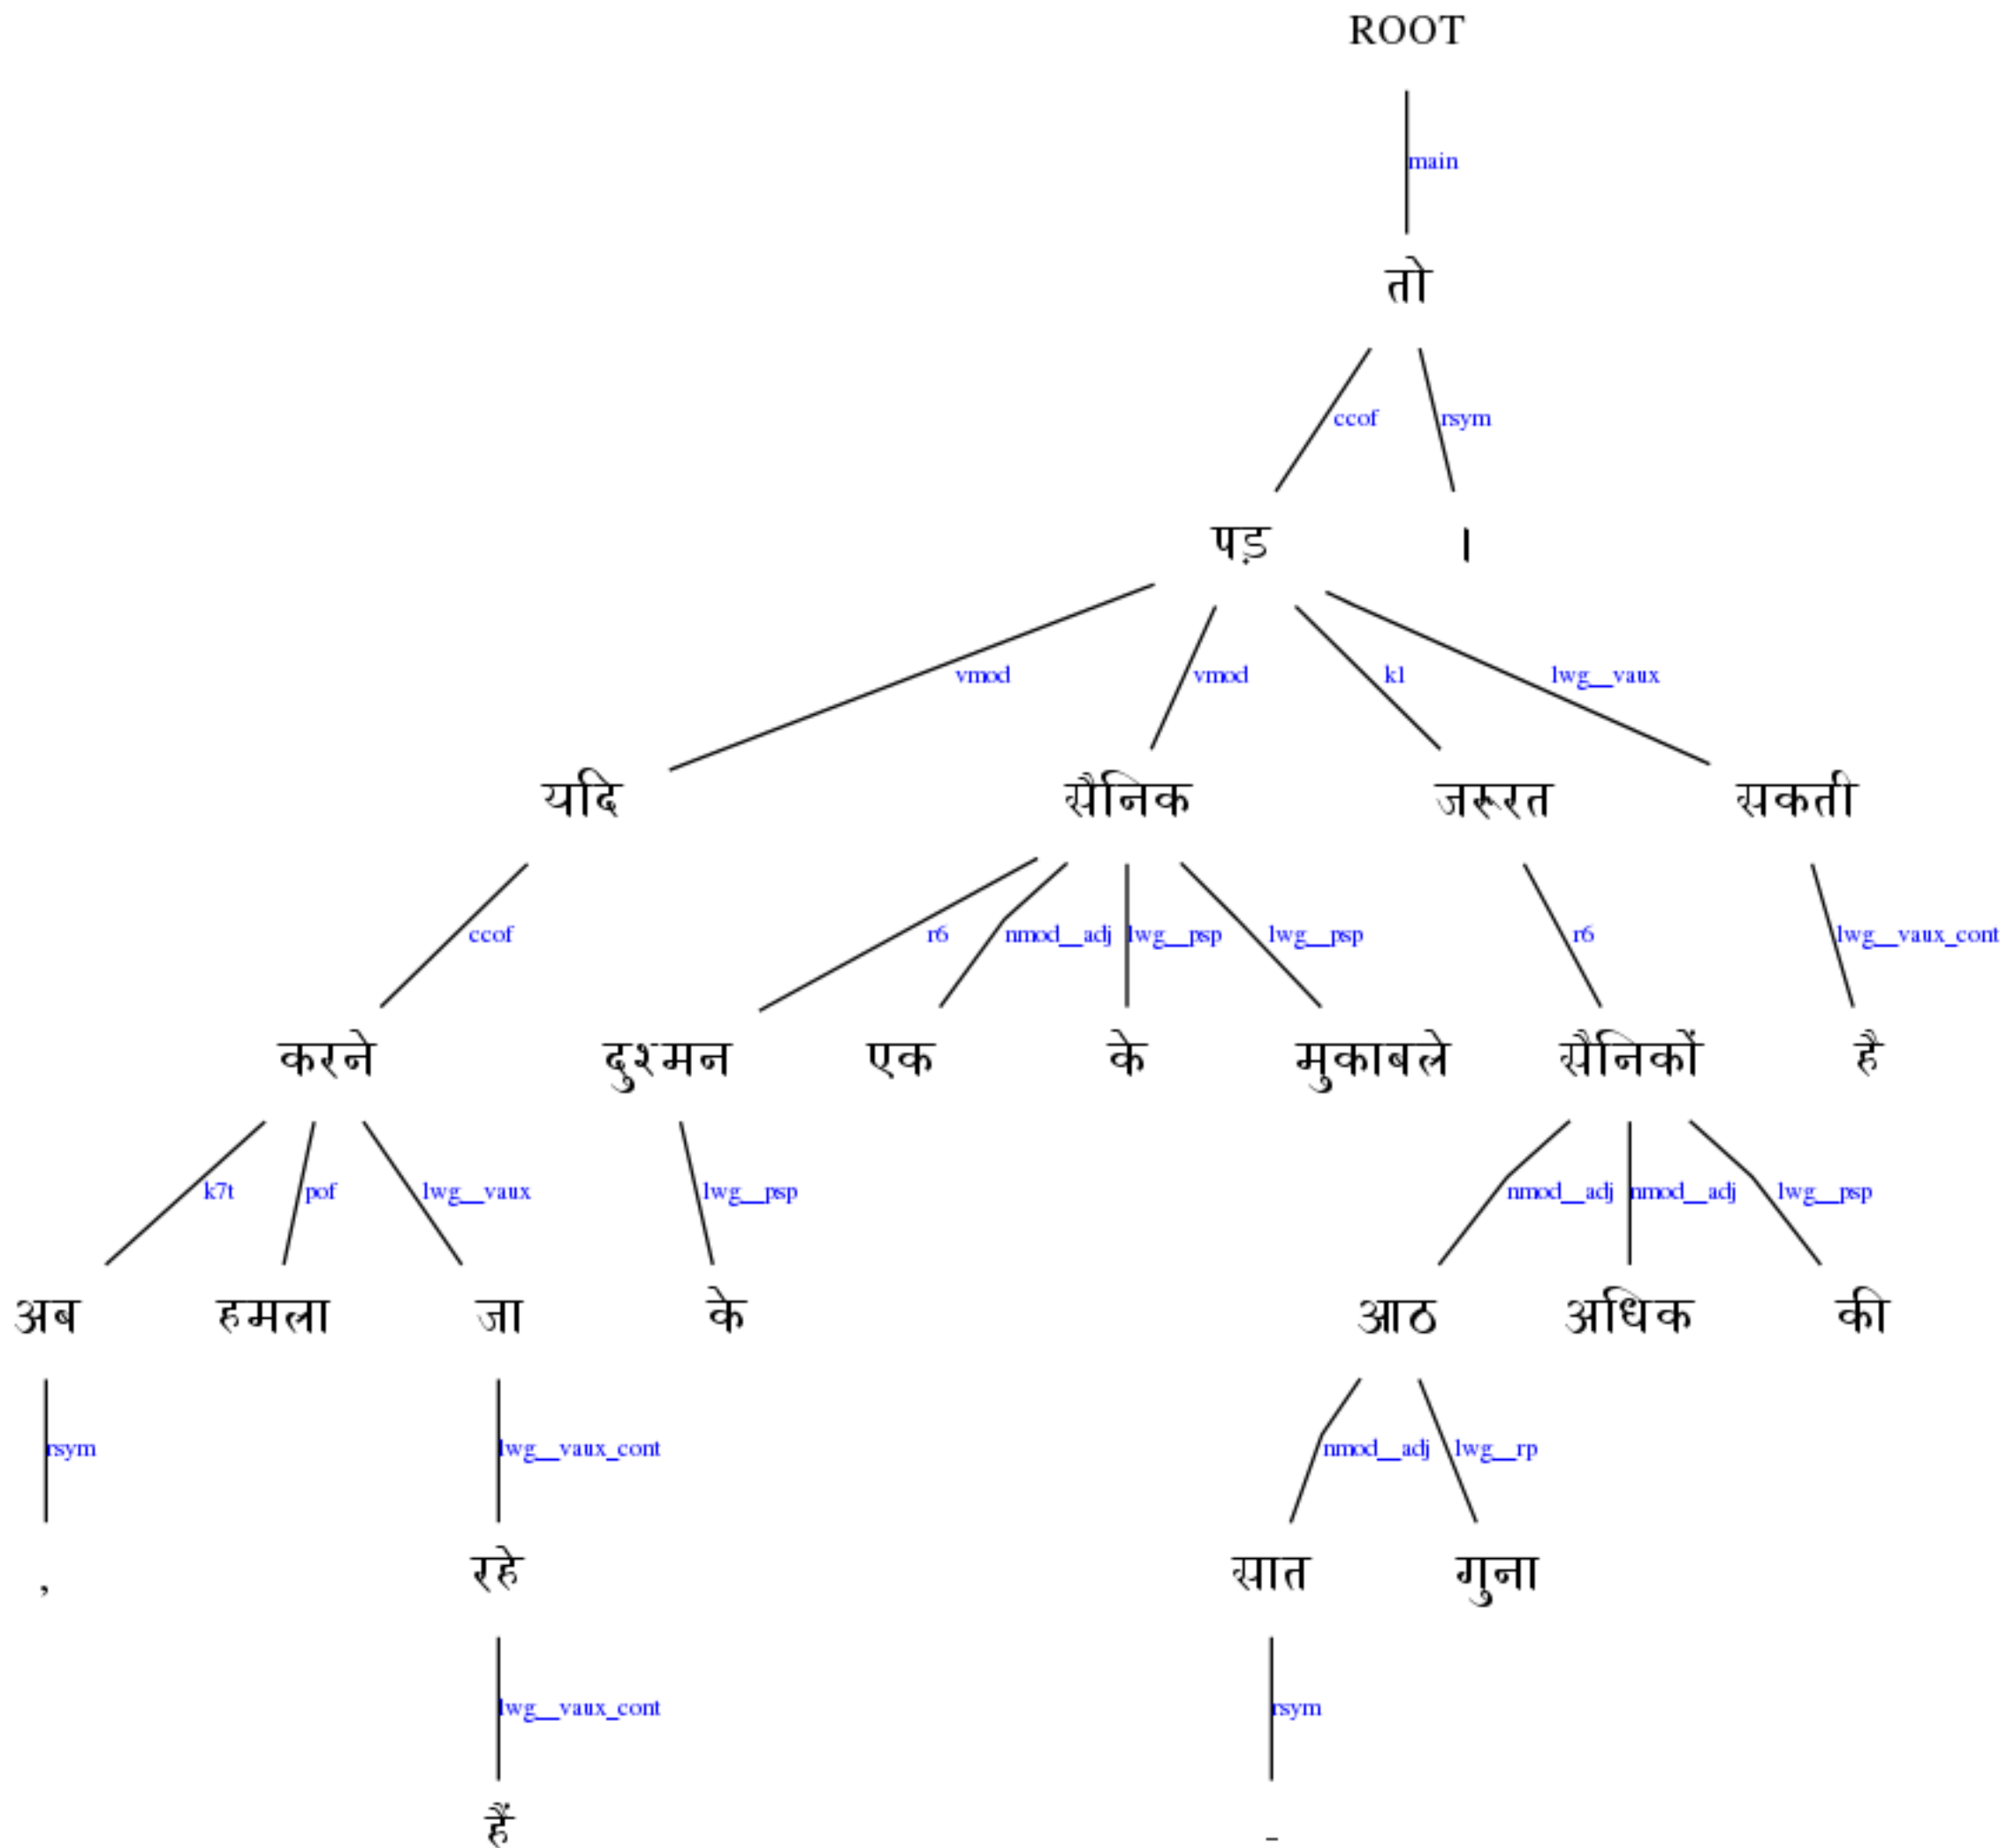 ROOT
main
तो
ccof rsym
पड़ ।
vmod vmod k1 lwg__vaux
यदि सैनिक जरूरत सकती
ccof r6 nmod__adj lwg__psp lwg__psp r6 lwg__vaux_cont
करने दुश्मन एक के मुकाबले सैनिकों है
k7t pof lwg__vaux lwg__psp nmod__adj nmod__adj lwg__psp
अब हमला जा के आठ अधिक की
rsym lwg__vaux_cont nmod__adj lwg__rp
, रहे सात गुना
lwg__vaux_cont rsym
हैं -